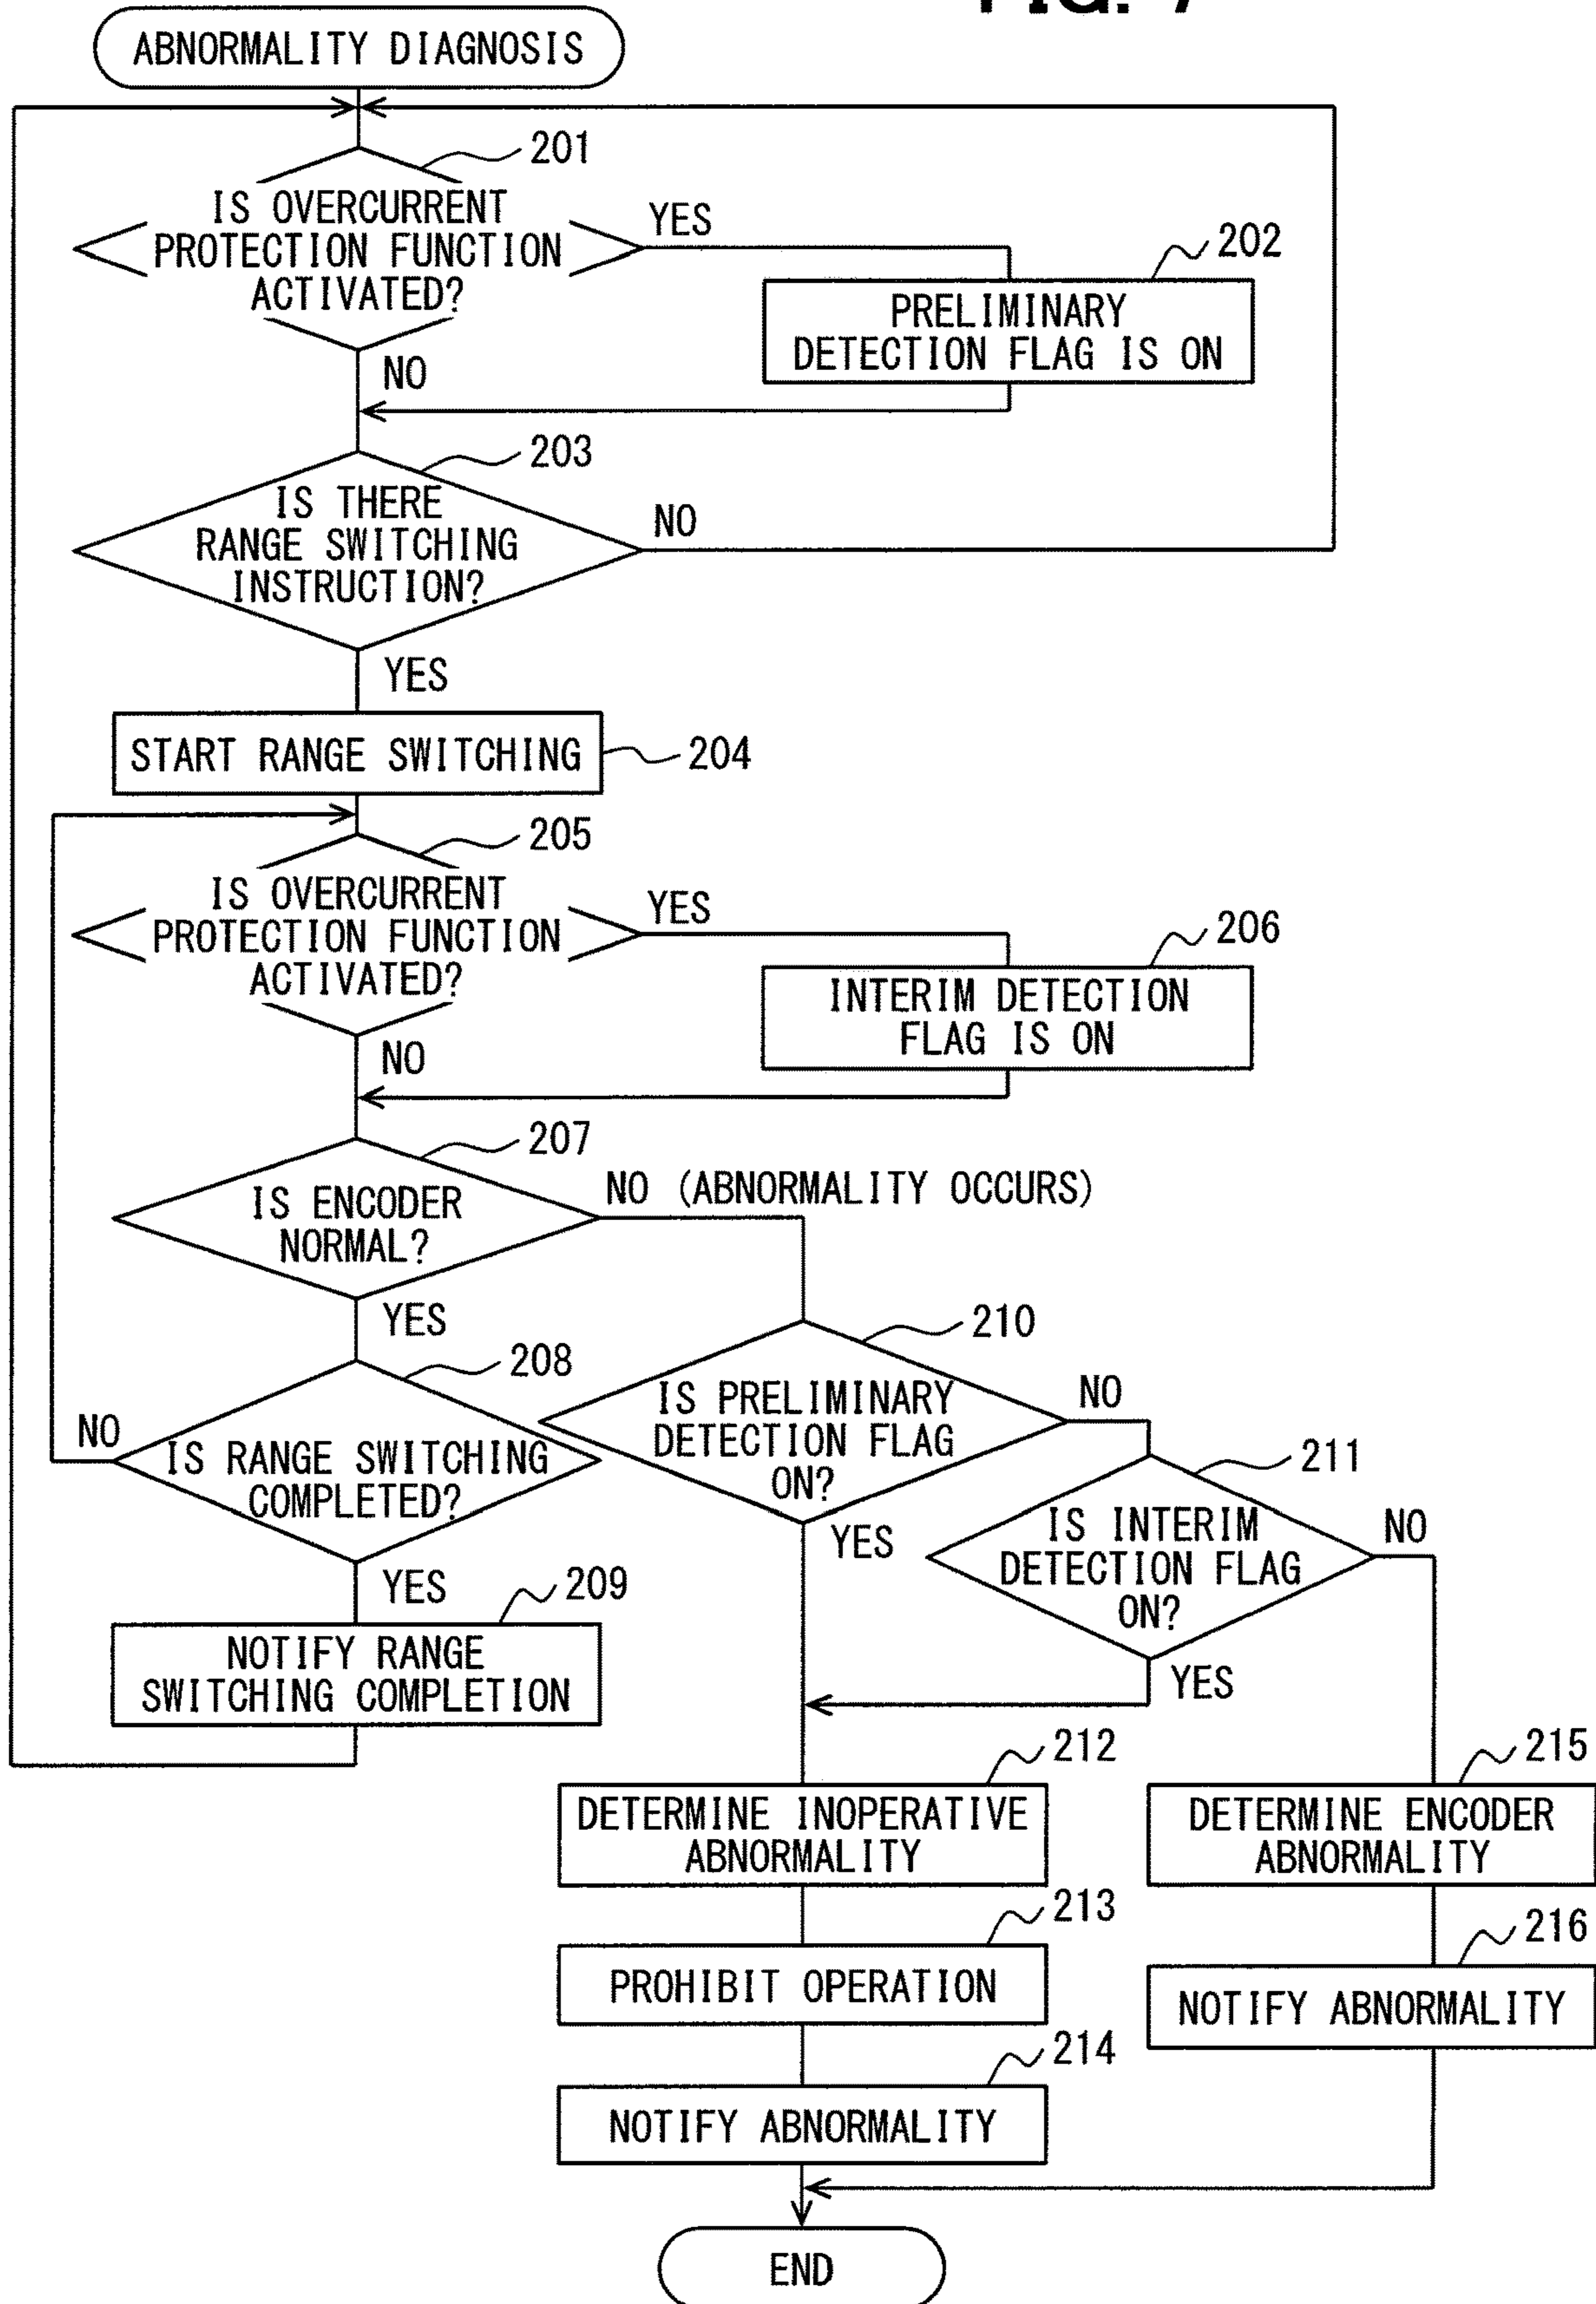 FIG. 7
ABNORMALITY DIAGNOSIS
201
IS OVERCURRENT
PROTECTION FUNCTION
ACTIVATED?
YES
202
PRELIMINARY
DETECTION FLAG IS ON
NO
203
IS THERE
RANGE SWITCHING
INSTRUCTION?
NO
YES
START RANGE SWITCHING
204
205
IS OVERCURRENT
PROTECTION FUNCTION
ACTIVATED?
YES
206
INTERIM DETECTION
FLAG IS ON
NO
207
IS ENCODER
NORMAL?
NO (ABNORMALITY OCCURS)
YES
208
IS RANGE SWITCHING
COMPLETED?
NO
YES
209
NOTIFY RANGE
SWITCHING COMPLETION
210
IS PRELIMINARY
DETECTION FLAG
ON?
NO
YES
211
IS INTERIM
DETECTION FLAG
ON?
NO
YES
212
DETERMINE INOPERATIVE
ABNORMALITY
213
PROHIBIT OPERATION
214
NOTIFY ABNORMALITY
215
DETERMINE ENCODER
ABNORMALITY
216
NOTIFY ABNORMALITY
END